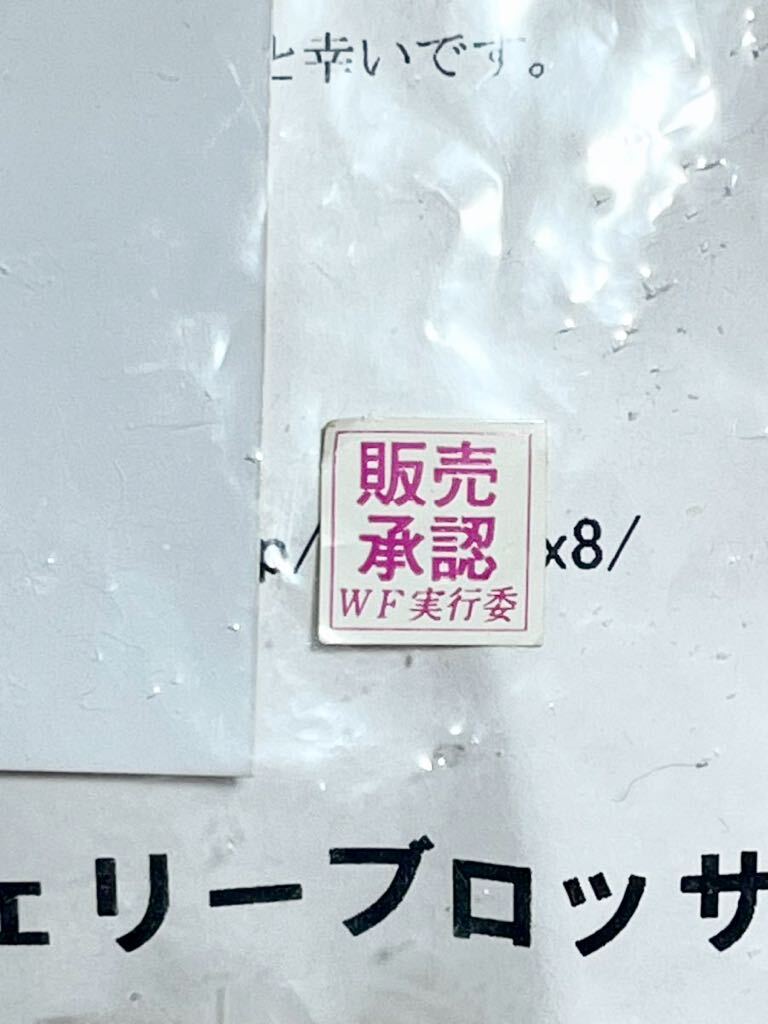 と幸いです。
販売
承認
WF実行委
p/
x8/
ェリーブロッサ